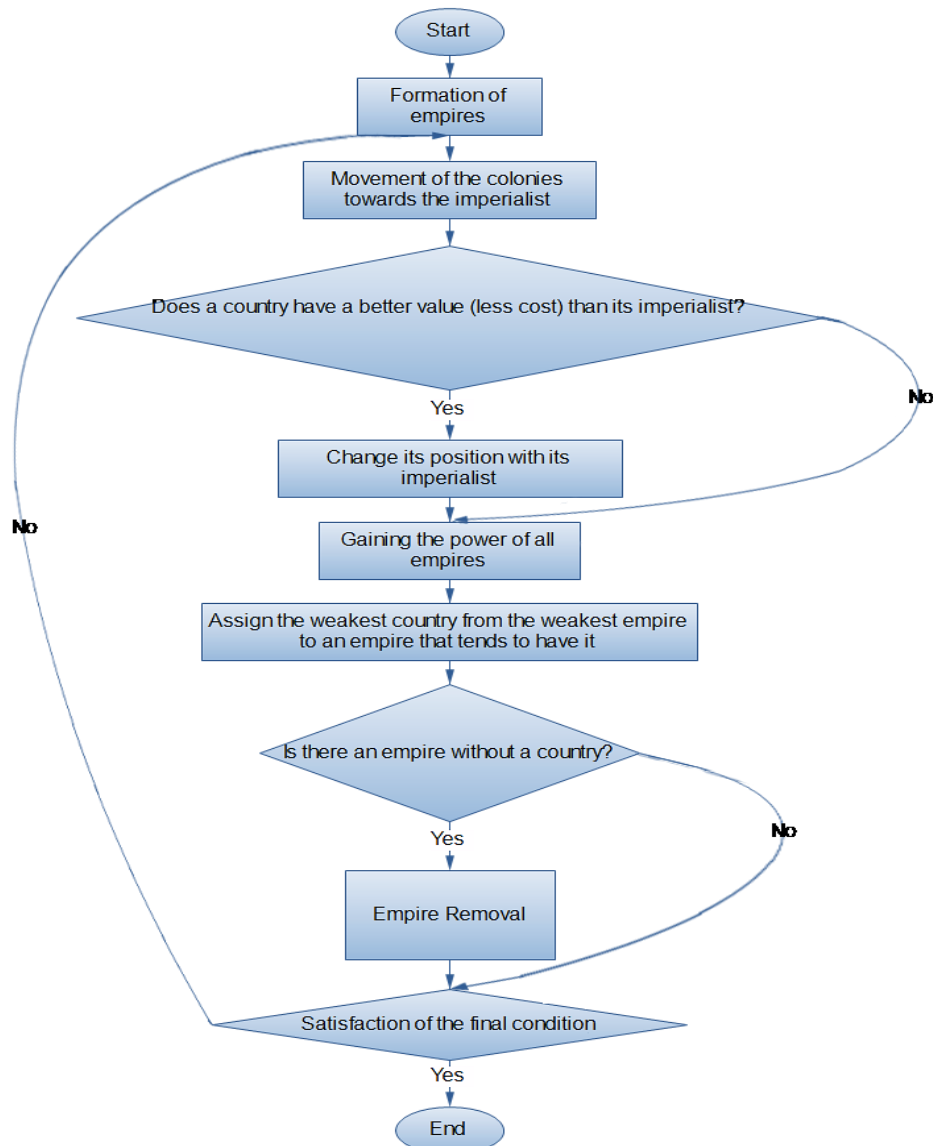 Start
Formation of
empires
Movement of the colonies
towards the imperialist
Does a country have a better value (less cost) than its imperialist?
No
Yes
Change its position with its
imperialist
No
Gaining the power of all
empires
Assign the weakest country from the weakest empire
to an empire that tends to have it
Is there an empire without a country?
No
Yes
Empire Removal
Satisfaction of the final condition
Yes
End